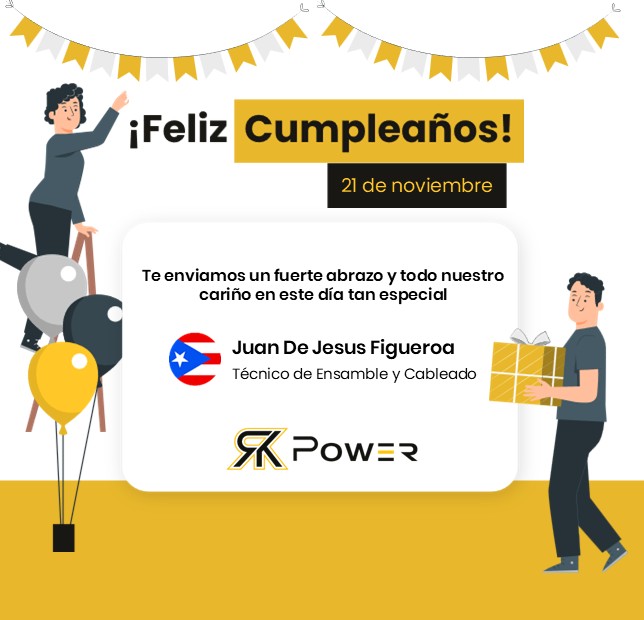 ¡Feliz Cumpleaños!
21 de noviembre
Te enviamos un fuerte abrazo y todo nuestro
cariño en este día tan especial
Juan De Jesus Figueroa
Técnico de Ensamble y Cableado
RK Power